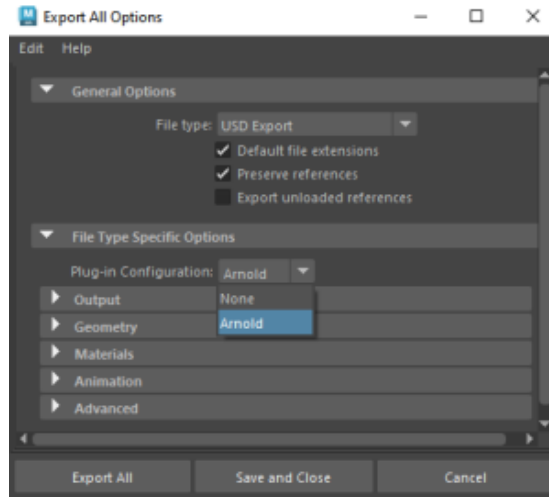 Export All Options
Edit Help
General Options
File type: USD Export
Default file extensions
Preserve references
Export unloaded references
File Type Specific Options
Plug-in Configuration: Arnold
None
Arnold
Output
Geometry
Materials
Animation
Advanced
Export All Save and Close Cancel